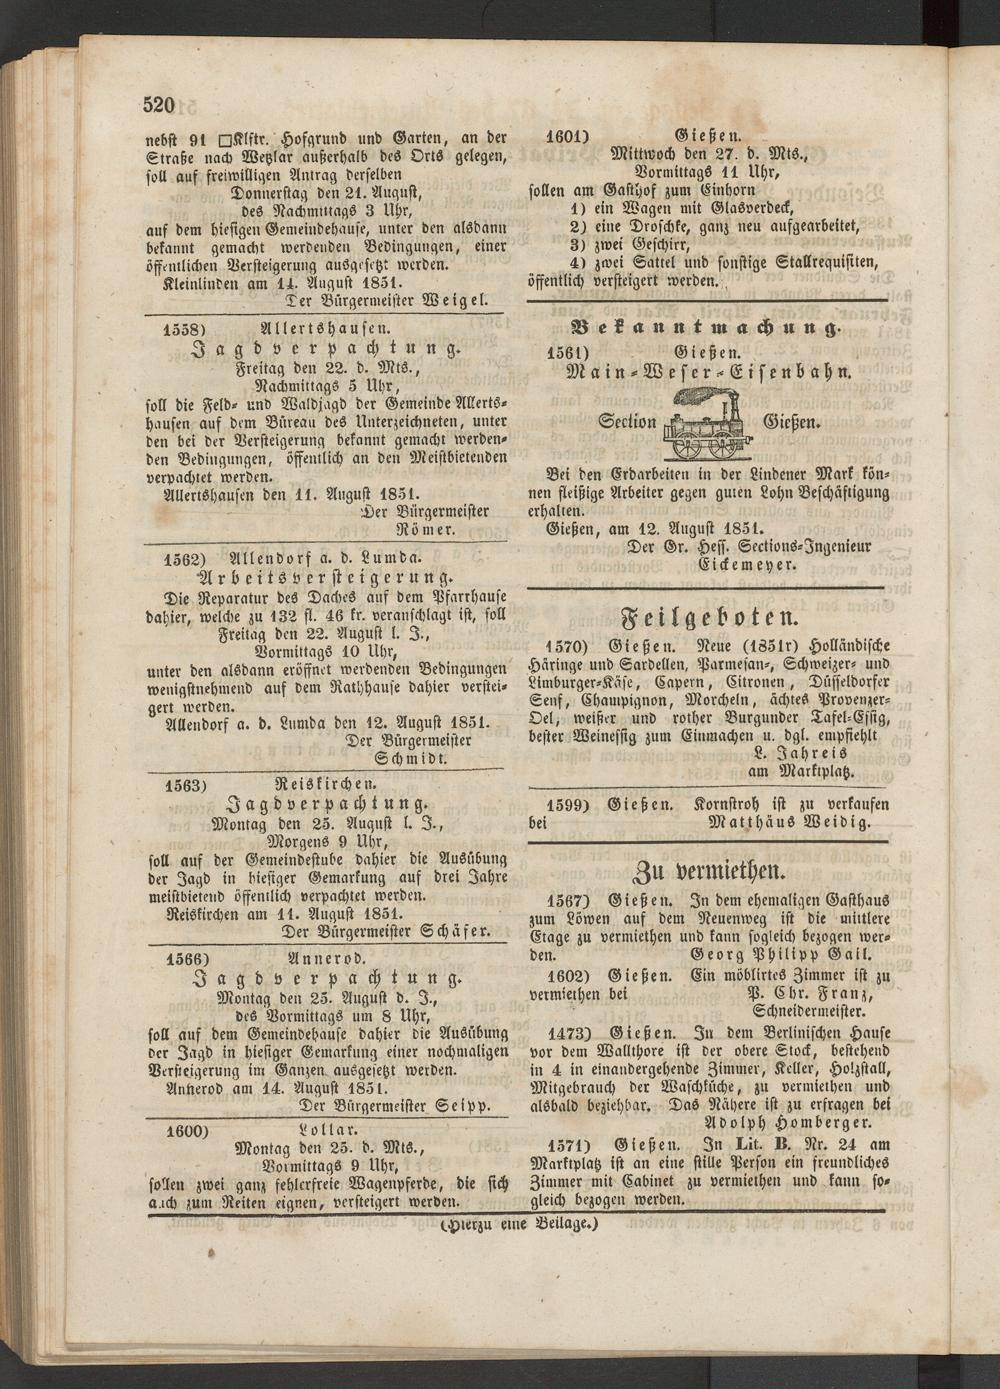 520
nebst 91 □Klftr. Hofgrund und Garten, an der
Straße nach Wetzlar außerhalb des Orts gelegen,
soll auf freiwilligen Antrag derselben
Donnerstag den 21. August,
des Nachmittags 3 Uhr,
auf dem hiesigen Gemeindehause, unter den alsdann
bekannt gemacht werdenden Bedingungen, einer
öffentlichen Versteigerung ausgesetzt werden.
Kleinlinden am 14. August 1851.
Der Bürgermeister Weigel.
1558) Allertshausen.
Jagdverpachtung.
Freitag den 22. d. Mts.,
Nachmittags 5 Uhr,
soll die Feld- und Waldjagd der Gemeinde Allerts-
hausen auf dem Büreau des Unterzeichneten, unter
den bei der Versteigerung bekannt gemacht werden-
den Bedingungen, öffentlich an den Meistbietenden
verpachtet werden.
Allertshausen den 11. August 1851.
Der Bürgermeister
Römer.
1562) Allendorf a. d. Lumda.
Arbeitsversteigerung.
Die Reparatur des Daches auf dem Pfarrhause
dahier, welche zu 132 fl. 46 kr. veranschlagt ist, soll
Freitag den 22. August l. J.,
Vormittags 10 Uhr,
unter den alsdann eröffnet werdenden Bedingungen
wenigstnehmend auf dem Rathhause dahier verstei-
gert werden.
Allendorf a. d. Lumda den 12. August 1851.
Der Bürgermeister
Schmidt.
1563) Reiskirchen.
Jagdverpachtung.
Montag den 25. August l. J.,
Morgens 9 Uhr,
soll auf der Gemeindestube dahier die Ausübung
der Jagd in hiesiger Gemarkung auf drei Jahre
meistbietend öffentlich verpachtet werden.
Reiskirchen am 11. August 1851.
Der Bürgermeister Schäfer.
1566) Annerod.
Jagdverpachtung.
Montag den 25. August d. J.,
des Vormittags um 8 Uhr,
soll auf dem Gemeindehause dahier die Ausübung
der Jagd in hiesiger Gemarkung einer nochmaligen
Versteigerung im Ganzen ausgesetzt werden.
Annerod am 14. August 1851.
Der Bürgermeister Seipp.
1600) Lollar.
Montag den 25. d. Mts.,
Vormittags 9 Uhr,
sollen zwei ganz fehlerfreie Wagenpferde, die sich
auch zum Reiten eignen, versteigert werden.
1601) Gießen.
Mittwoch den 27. d. Mts.,
Vormittags 11 Uhr,
sollen am Gasthof zum Einhorn
1) ein Wagen mit Glasverdeck,
2) eine Droschke, ganz neu aufgearbeitet,
3) zwei Geschirr,
4) zwei Sattel und sonstige Stallrequisiten,
öffentlich versteigert werden.
Bekanntmachung.
1561) Gießen.
Main-Weser-Eisenbahn.
Section Gießen.
Bei den Erdarbeiten in der Lindener Mark kön-
nen fleißige Arbeiter gegen guten Lohn Beschäftigung
erhalten.
Gießen, am 12. August 1851.
Der Gr. Hess. Sections-Ingenieur
Eickemeyer.
Feilgeboten.
1570) Gießen. Neue (1851r) Holländische
Häringe und Sardellen, Parmesan-, Schweizer- und
Limburger-Käse, Capern, Citronen, Düsseldorfer
Senf, Champignon, Morcheln, ächtes Provenzer-
Oel, weißer und rother Burgunder Tafel-Essig,
bester Weinessig zum Einmachen u. dgl. empfiehlt
L. Jahreis
am Marktplatz.
1599) Gießen. Kornstroh ist zu verkaufen
bei Matthäus Weidig.
Zu vermiethen.
1567) Gießen. In dem ehemaligen Gasthaus
zum Löwen auf dem Neuenweg ist die mittlere
Etage zu vermiethen und kann sogleich bezogen wer-
den. Georg Philipp Gail.
1602) Gießen. Ein möblirtes Zimmer ist zu
vermiethen bei P. Chr. Franz,
Schneidermeister.
1473) Gießen. In dem Berlinischen Hause
vor dem Wallthore ist der obere Stock, bestehend
in 4 in einandergehende Zimmer, Keller, Holzstall,
Mitgebrauch der Waschküche, zu vermiethen und
alsbald beziehbar. Das Nähere ist zu erfragen bei
Adolph Homberger.
1571) Gießen. In Lit. B. Nr. 24 am
Marktplatz ist an eine stille Person ein freundliches
Zimmer mit Cabinet zu vermiethen und kann so-
gleich bezogen werden.
(Hierzu eine Beilage.)